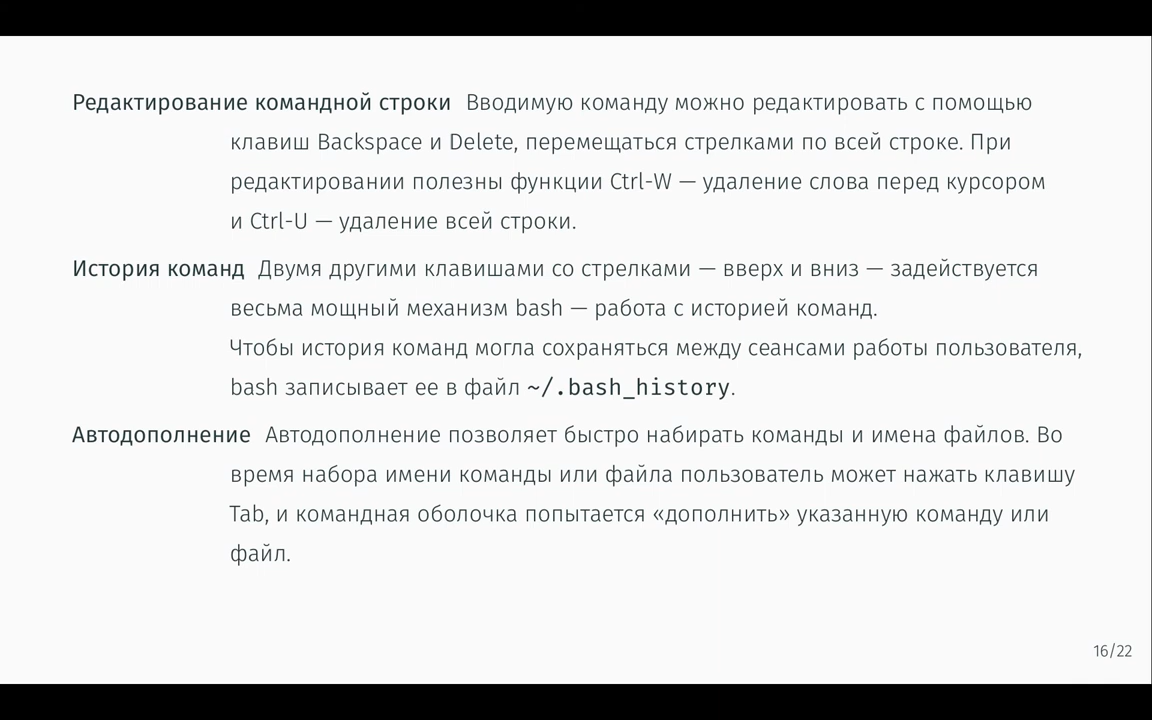 Редактирование командной строки Вводимую команду можно редактировать с помощью
клавиш Backspace и Delete, перемещаться стрелками по всей строке. При
редактировании полезны функции Ctrl-W — удаление слова перед курсором
и Ctrl-U — удаление всей строки.
История команд Двумя другими клавишами со стрелками — вверх и вниз — задействуется
весьма мощный механизм bash — работа с историей команд.
Чтобы история команд могла сохраняться между сеансами работы пользователя,
bash записывает ее в файл ~/.bash_history.
Автодополнение Автодополнение позволяет быстро набирать команды и имена файлов. Во
время набора имени команды или файла пользователь может нажать клавишу
Tab, и командная оболочка попытается «дополнить» указанную команду или
файл.
16/22